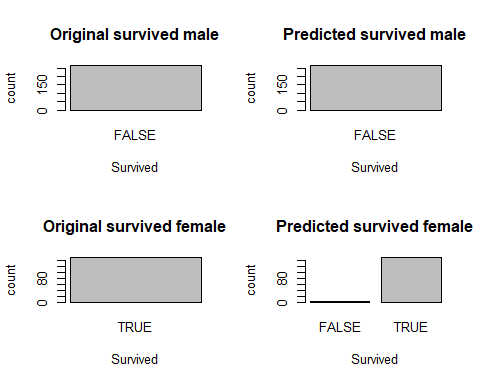 Original survived male
count
0 150
FALSE
Survived
Predicted survived male
count
0 150
FALSE
Survived
Original survived female
count
0 80
TRUE
Survived
Predicted survived female
count
0 80
FALSE TRUE
Survived